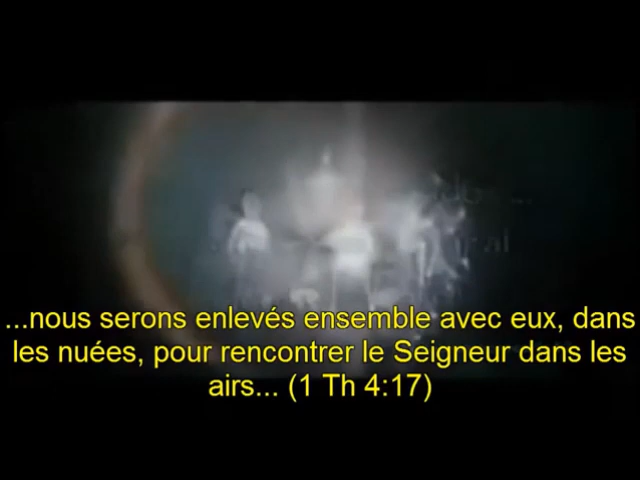 ...nous serons enlevés ensemble avec eux, dans
les nuées, pour rencontrer le Seigneur dans les
airs... (1 Th 4:17)